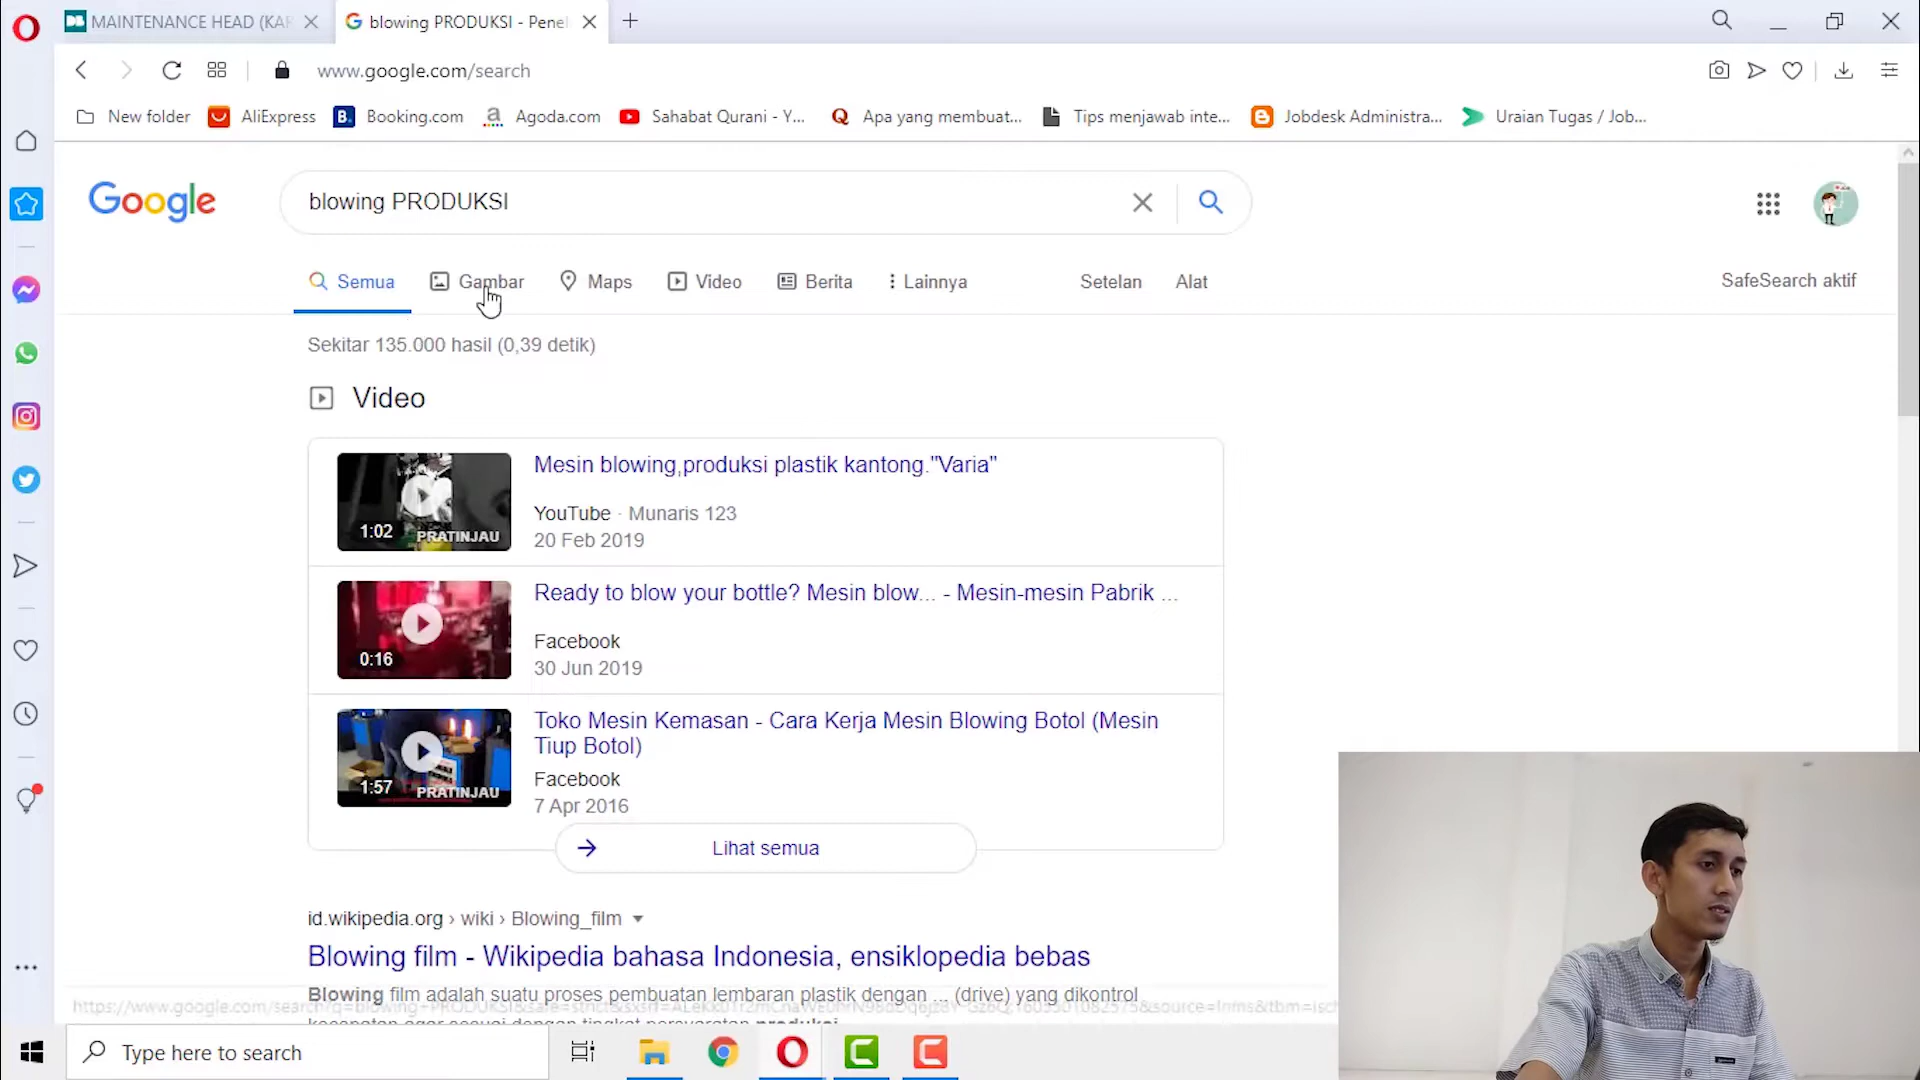 MAINTENANCE HEAD (KAR
blowing PRODUKSI - Pene
www.google.com/search
New folder
AliExpress
B.
Booking.com
a
Agoda.com
Sahabat Qurani - Y...
Q
Apa yang membuat...
Tips menjawab inte...
Jobdesk Administra...
Uraian Tugas / Job...
Google
blowing PRODUKSI
Semua
Gambar
Maps
Video
Berita
Lainnya
Setelan
Alat
SafeSearch aktif
Sekitar 135.000 hasil (0,39 detik)
Video
1:02
PRATINJAU
Mesin blowing,produksi plastik kantong."Varia"
YouTube · Munaris 123
20 Feb 2019
0:16
Ready to blow your bottle? Mesin blow... - Mesin-mesin Pabrik ...
Facebook
30 Jun 2019
1:57
PRATINJAU
Toko Mesin Kemasan - Cara Kerja Mesin Blowing Botol (Mesin
Tiup Botol)
Facebook
7 Apr 2016
Lihat semua
id.wikipedia.org › wiki › Blowing_film
Blowing film - Wikipedia bahasa Indonesia, ensiklopedia bebas
Blowing film adalah suatu proses pembuatan lembaran plastik dengan ... (drive) yang dikontrol
Type here to search